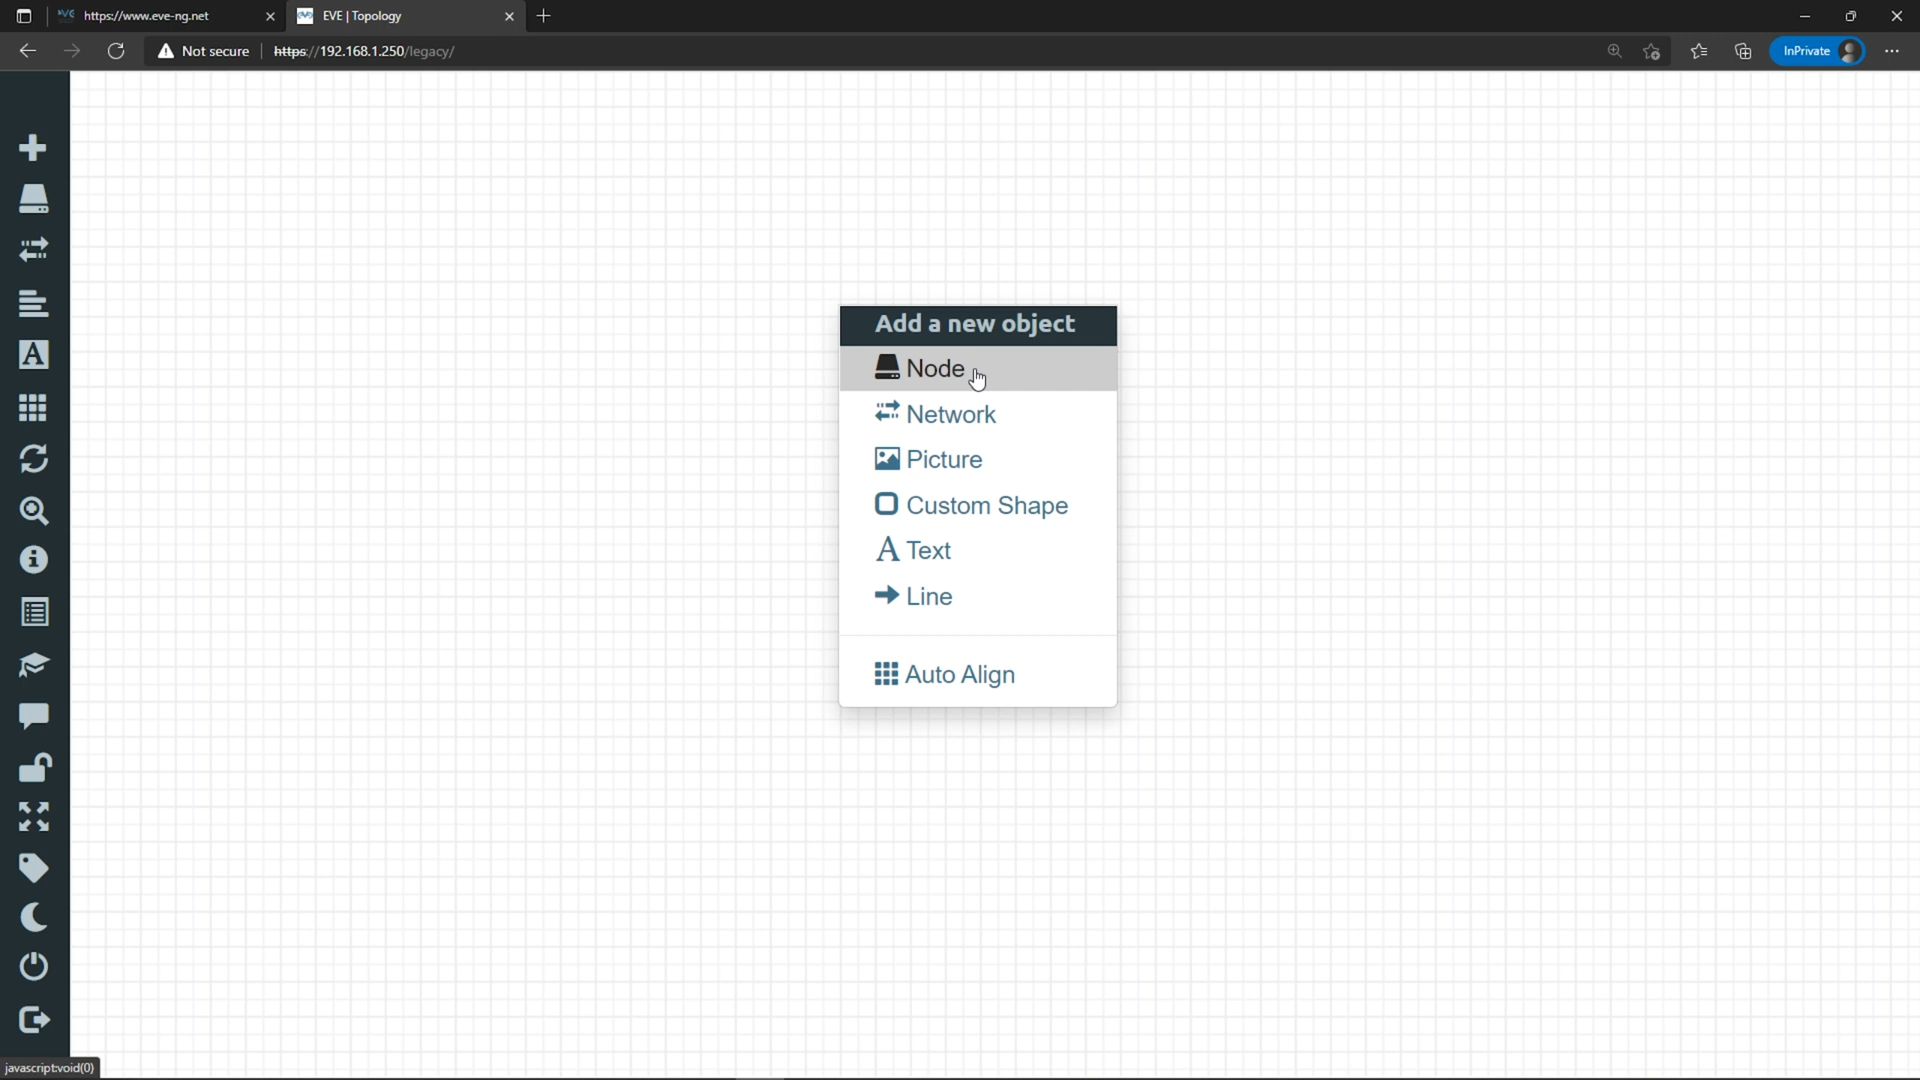 https://www.eve-ng.net
EVE | Topology
Not secure
https://192.168.1.250/legacy/
InPrivate
Add a new object
Node
Network
Picture
Custom Shape
Text
Line
Auto Align
javascript:void(0)